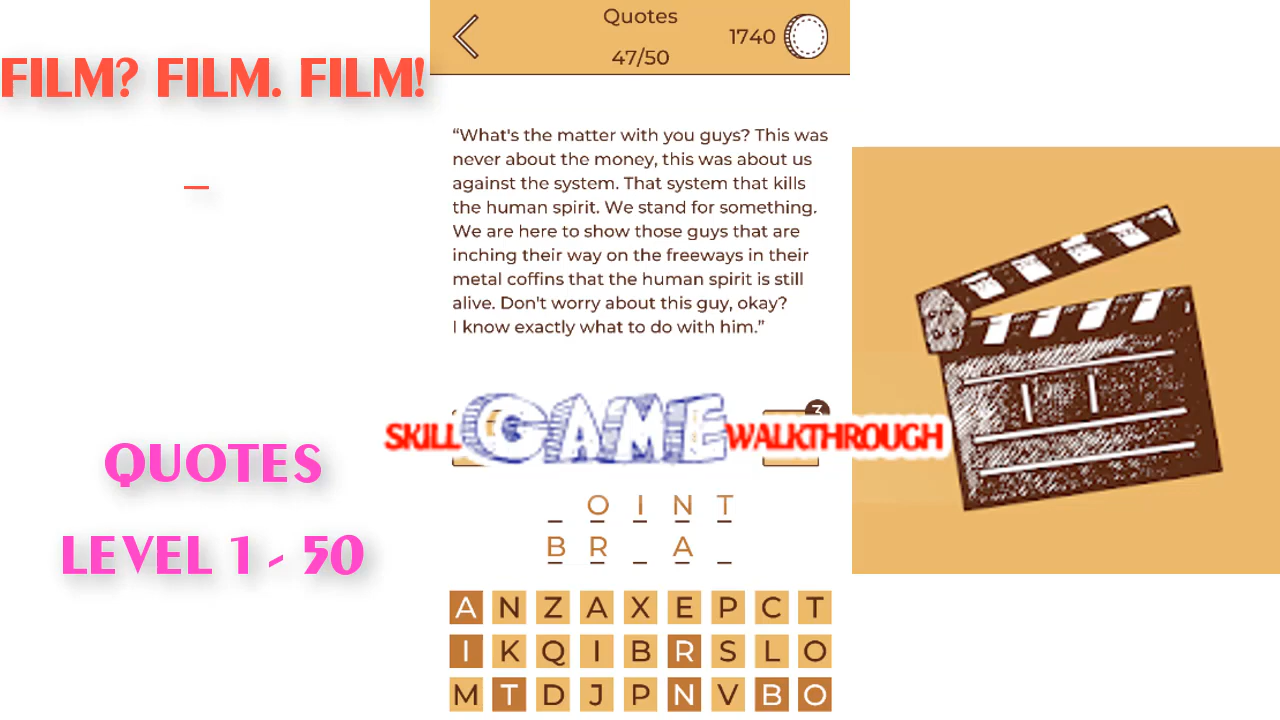 FILM? FILM. FILM!
–
QUOTES
LEVEL 1 - 50
Quotes
47/50
1740
“What's the matter with you guys? This was
never about the money, this was about us
against the system. That system that kills
the human spirit. We stand for something.
We are here to show those guys that are
inching their way on the freeways in their
metal coffins that the human spirit is still
alive. Don't worry about this guy, okay?
I know exactly what to do with him.”
3
SKILL GAME WALKTHROUGH
_ O I N T
B R _ A _
A N Z A X E P C T
I K Q I B R S L O
M T D J P N V B O